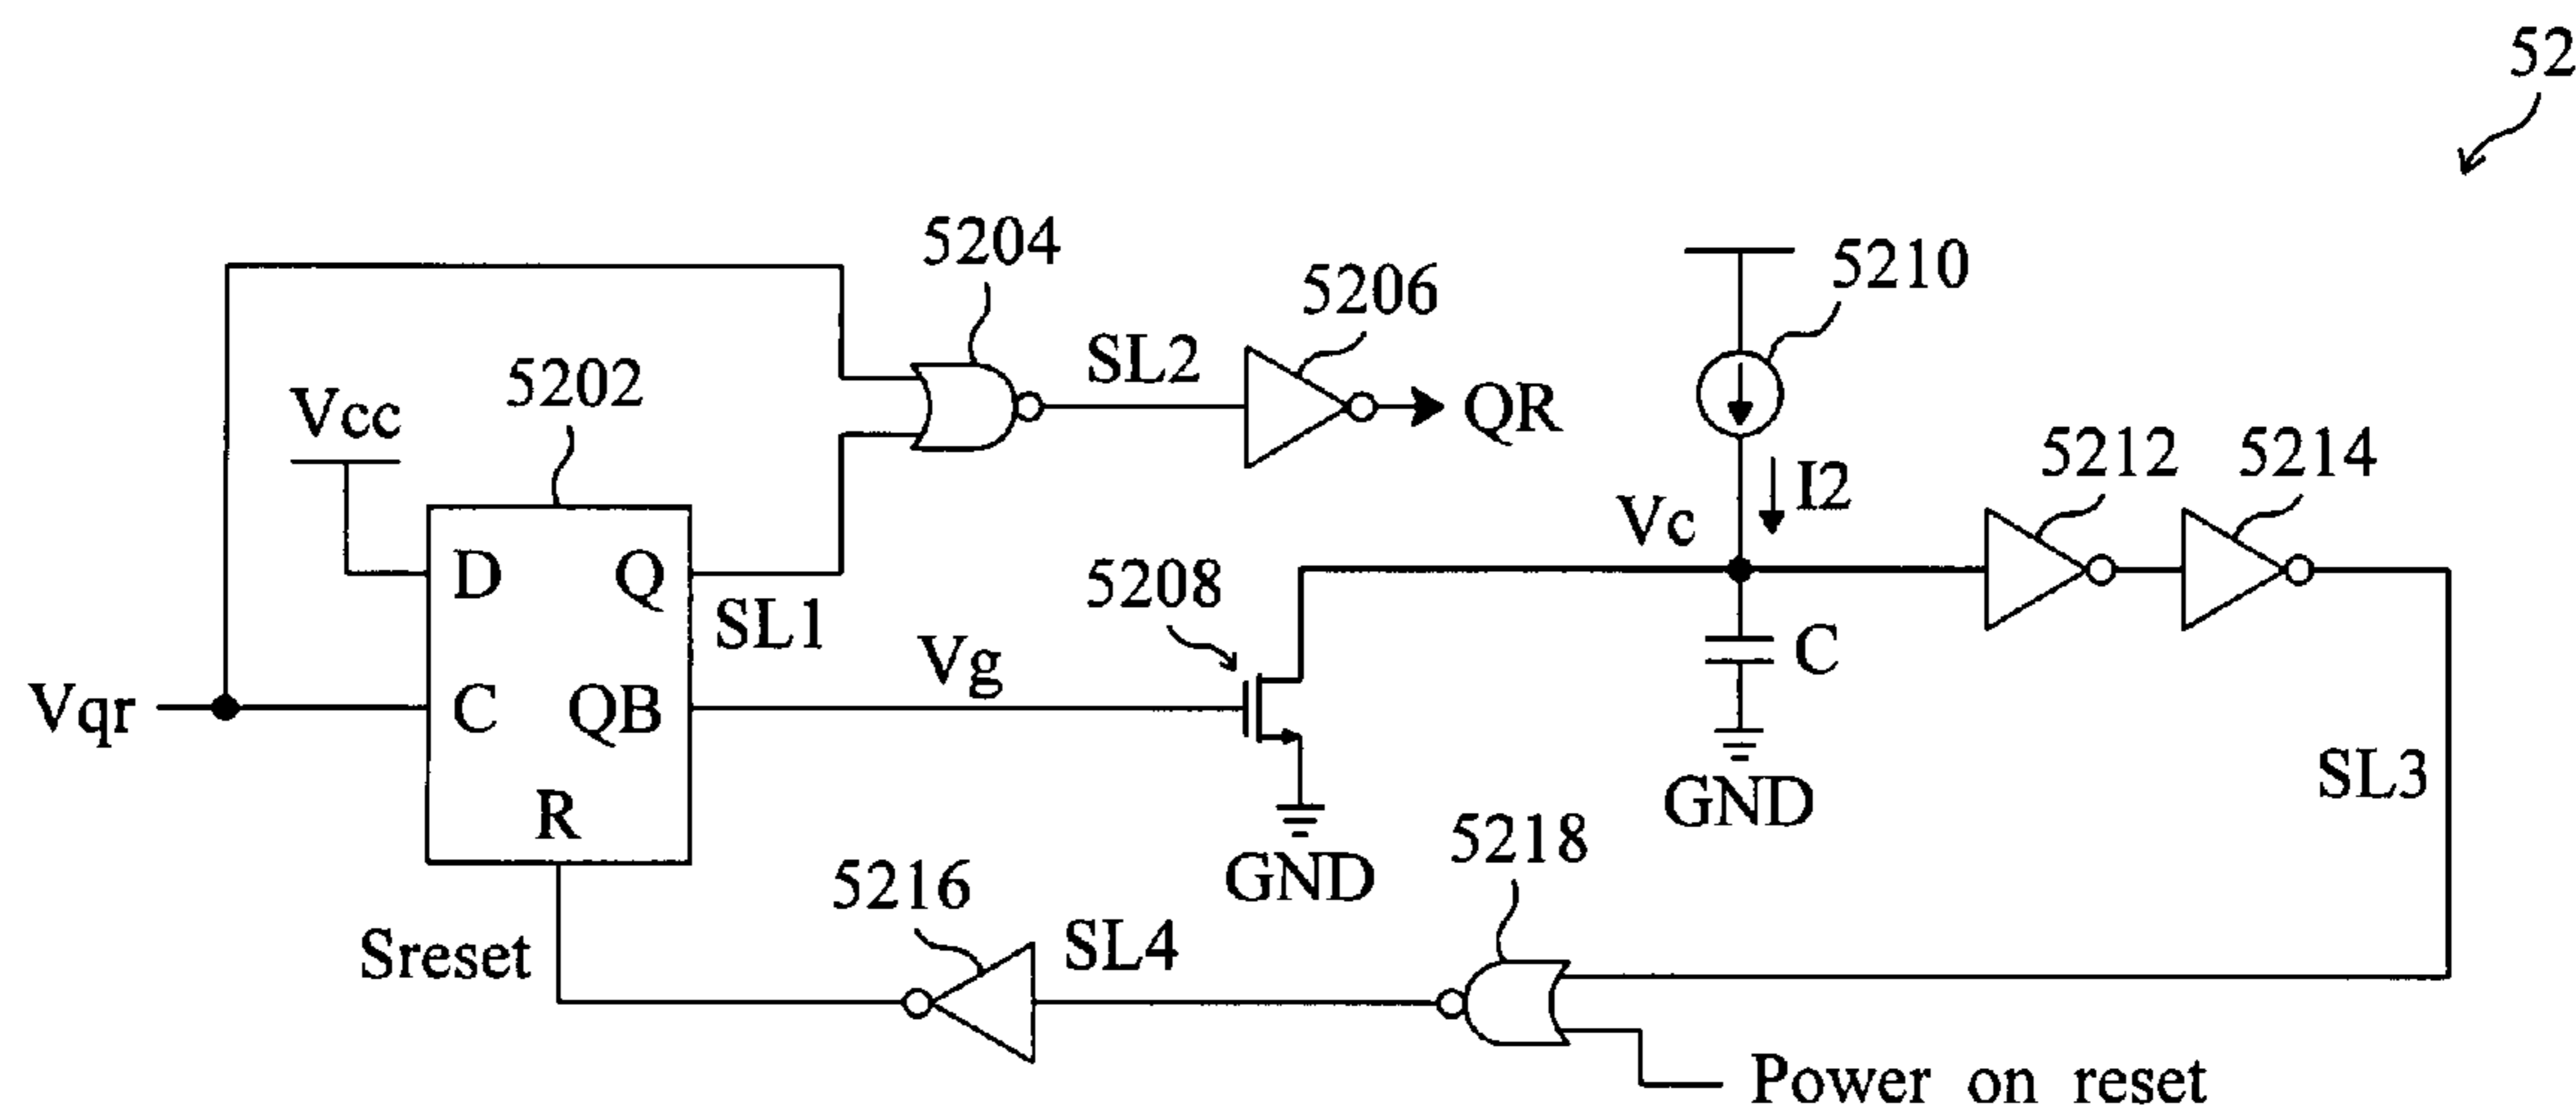 52
5204
5206
5210
SL2
5202
Vcc
QR
5212
5214
I2
Vc
D
Q
5208
SL1
C
Vg
Vqr
C
QB
GND
SL3
R
5218
GND
5216
Sreset
SL4
Power on reset